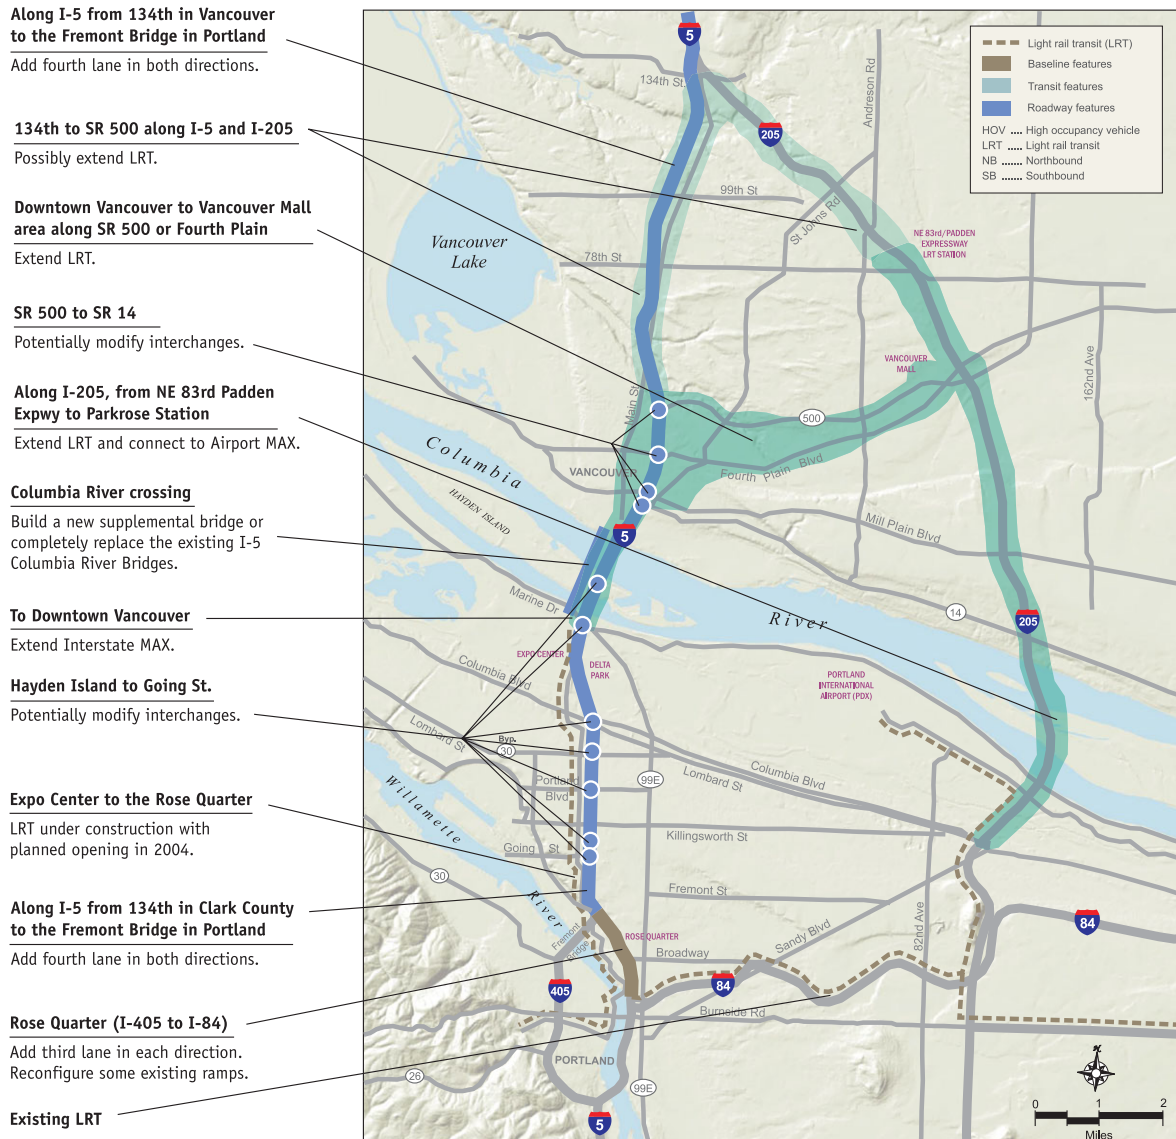 Along I-5 from 134th in Vancouver
to the Fremont Bridge in Portland
Add fourth lane in both directions.
134th to SR 500 along I-5 and I-205
Possibly extend LRT.
Downtown Vancouver to Vancouver Mall
area along SR 500 or Fourth Plain
Extend LRT.
SR 500 to SR 14
Potentially modify interchanges.
Along I-205, from NE 83rd Padden
Expwy to Parkrose Station
Extend LRT and connect to Airport MAX.
Columbia River crossing
Build a new supplemental bridge or
completely replace the existing I-5
Columbia River Bridges.
To Downtown Vancouver
Extend Interstate MAX.
Hayden Island to Going St.
Potentially modify interchanges.
Expo Center to the Rose Quarter
LRT under construction with
planned opening in 2004.
Along I-5 from 134th in Clark County
to the Fremont Bridge in Portland
Add fourth lane in both directions.
Rose Quarter (I-405 to I-84)
Add third lane in each direction.
Reconfigure some existing ramps.
Existing LRT
Light rail transit (LRT)
Baseline features
Transit features
Roadway features
HOV .... High occupancy vehicle
LRT ..... Light rail transit
NB ...... Northbound
SB ...... Southbound
5
134th St.
205
Andreson Rd
99th St
St Johns Rd
NE 83rd/PADDEN
EXPRESSWAY
LRT STATION
Vancouver
Lake
78th St
VANCOUVER
MALL
162nd Ave
Main St
500
Columbia
VANCOUVER
Fourth Plain Blvd
HAYDEN ISLAND
Mill Plain Blvd
5
Marine Dr
River
14
205
EXPO CENTER
DELTA
PARK
Columbia Blvd
PORTLAND
INTERNATIONAL
AIRPORT (PDX)
Lombard St
Byp.
30
Portland
Blvd
99E
Lombard St
Columbia Blvd
Willamette
Killingsworth St
Going St
30
Fremont St
River
82nd Ave
Fremont
Bridge
ROSE QUARTER
Broadway
Sandy Blvd
84
405
84
Burnside Rd
PORTLAND
26
99E
5
N
0 1 2
Miles